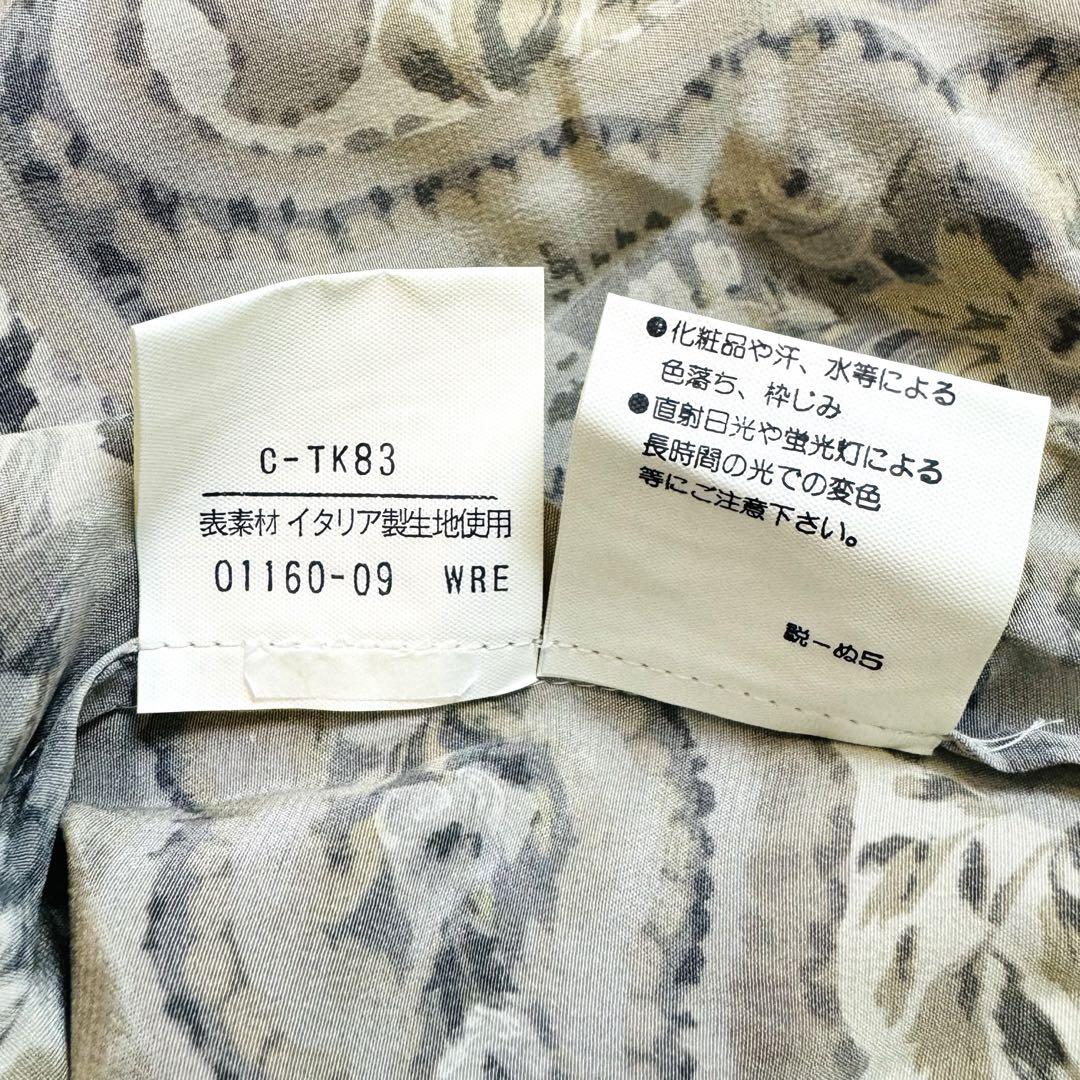 C-TK83
表素材 イタリア製生地使用
01160-09 WRE
●化粧品や汗、水等による
色落ち、枠じみ
●直射日光や蛍光灯による
長時間の光での変色
等にご注意下さい。
説－ぬ5